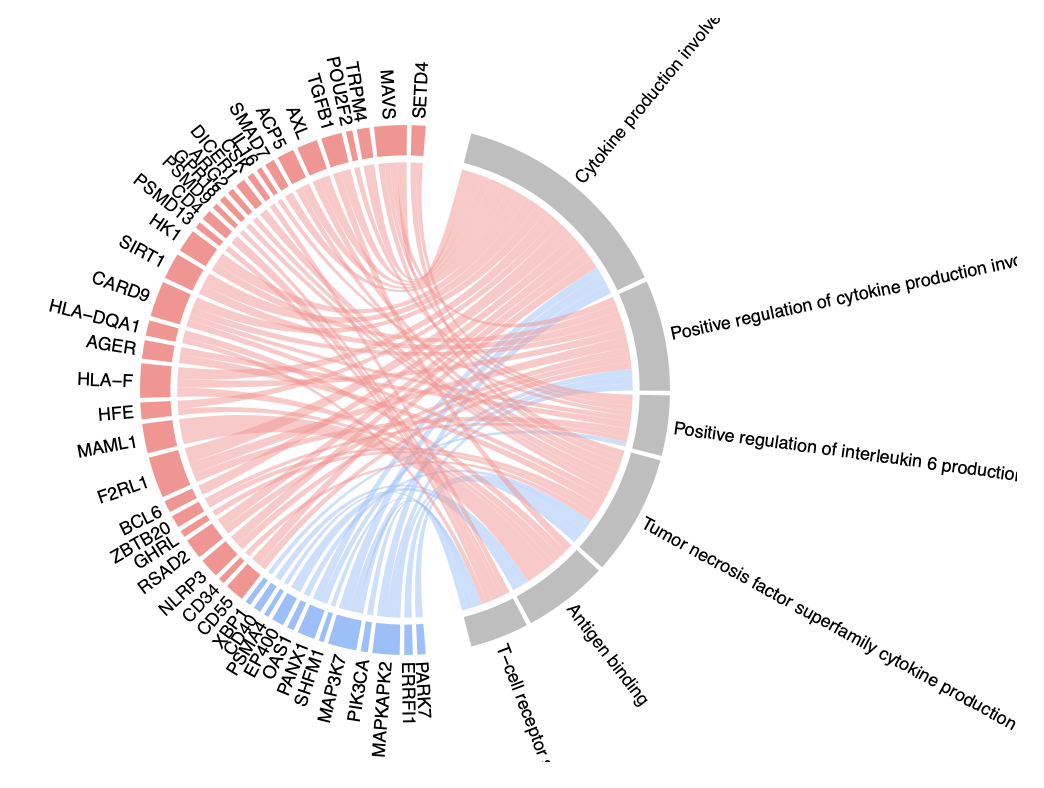 SETD4
MAVS
TRPM4
POU2F2
TGFB1
AXL
ACP5
SMAD7
PSMD13
HK1
SIRT1
CARD9
HLA−DQA1
AGER
HLA−F
HFE
MAML1
F2RL1
BCL6
ZBTB20
GHRL
RSAD2
NLRP3
CD34
CD55
XBP1
CD40
PSMA4
EP400
OAS1
PANX1
SHFM1
MAP3K7
PIK3CA
MAPKAPK2
ERRFI1
PARK7
Cytokine production involve
Positive regulation of cytokine production
Positive regulation of interleukin 6
Tumor necrosis factor superfamily cytokine production
Antigen binding
T−cell receptor